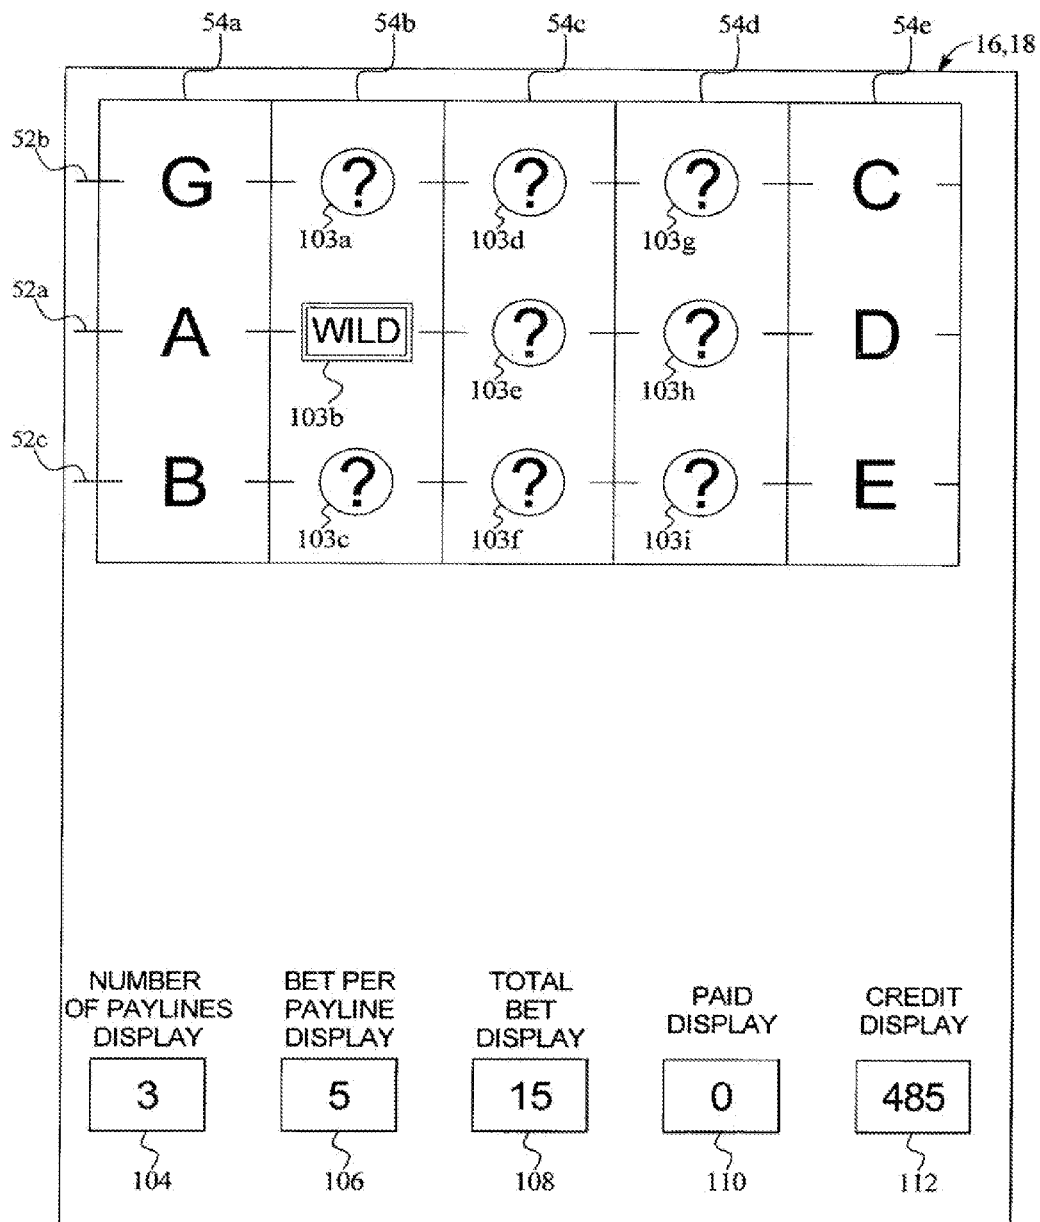 54a 54b 54c 54d 54e
16,18
52b G ? ? ? C
103a 103d 103g
52a A WILD ? ? D
103b 103e 103h
52c B ? ? ? E
103c 103f 103i
NUMBER OF PAYLINES DISPLAY
BET PER PAYLINE DISPLAY
TOTAL BET DISPLAY
PAID DISPLAY
CREDIT DISPLAY
3 5 15 0 485
104 106 108 110 112